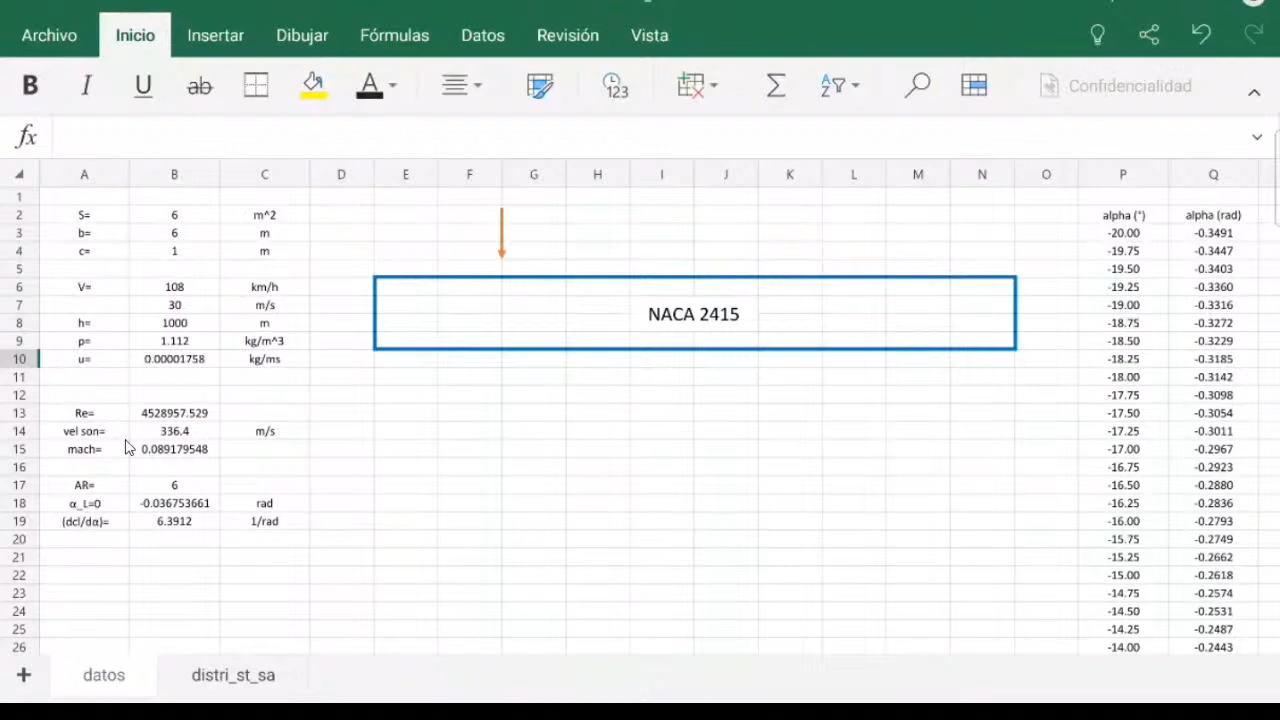 Archivo Inicio Insertar Dibujar Fórmulas Datos Revisión Vista
B I U ab A 123 Σ A Z Confidencialidad
fx
A B C D E F G H I J K L M N O P Q
1
2 S= 6 m^2 alpha (°) alpha (rad)
3 b= 6 m -20.00 -0.3491
4 c= 1 m -19.75 -0.3447
5 -19.50 -0.3403
6 V= 108 km/h -19.25 -0.3360
7 30 m/s NACA 2415 -19.00 -0.3316
8 h= 1000 m -18.75 -0.3272
9 p= 1.112 kg/m^3 -18.50 -0.3229
10 u= 0.00001758 kg/ms -18.25 -0.3185
11 -18.00 -0.3142
12 -17.75 -0.3098
13 Re= 4528957.529 -17.50 -0.3054
14 vel son= 336.4 m/s -17.25 -0.3011
15 mach= 0.089179548 -17.00 -0.2967
16 -16.75 -0.2923
17 AR= 6 -16.50 -0.2880
18 α_L=0 -0.036753661 rad -16.25 -0.2836
19 (dcl/dα)= 6.3912 1/rad -16.00 -0.2793
20 -15.75 -0.2749
21 -15.25 -0.2662
22 -15.00 -0.2618
23 -14.75 -0.2574
24 -14.50 -0.2531
25 -14.25 -0.2487
26 -14.00 -0.2443
+ datos distri_st_sa